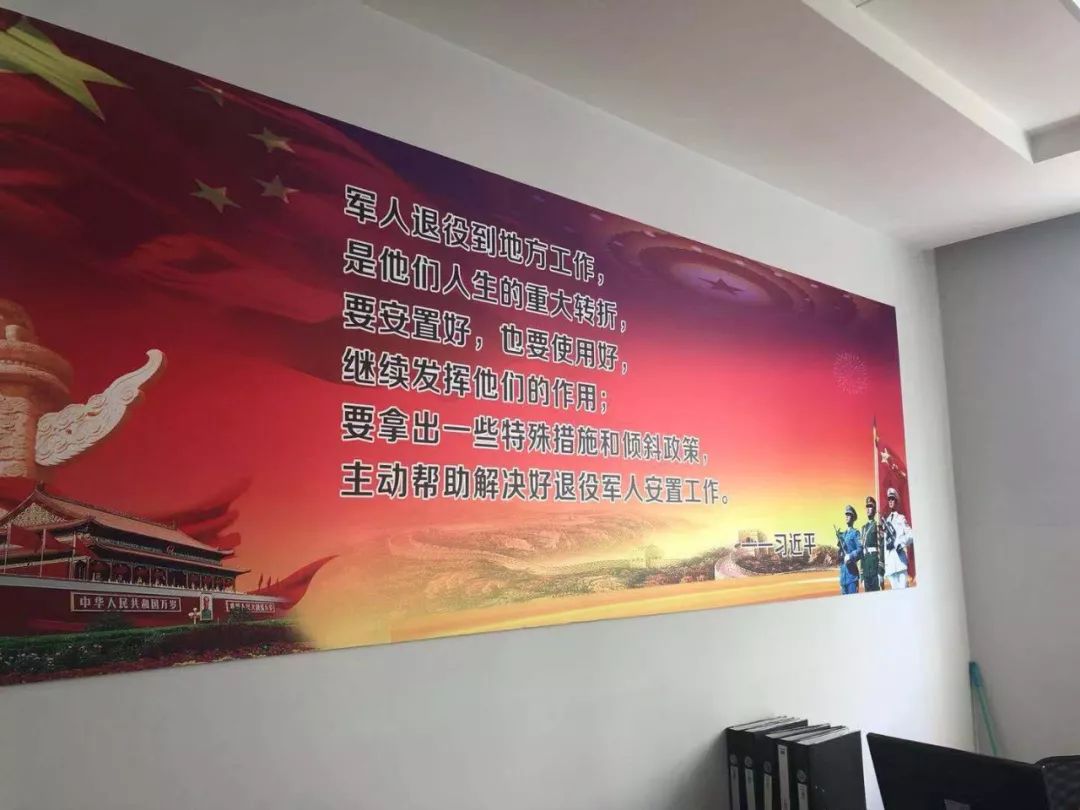 军人退役到地方工作，
是他们人生的重大转折，
要安置好，也要使用好，
继续发挥他们的作用；
要拿出一些特殊措施和倾斜政策，
主动帮助解决好退役军人安置工作。
——习近平
中华人民共和国万岁